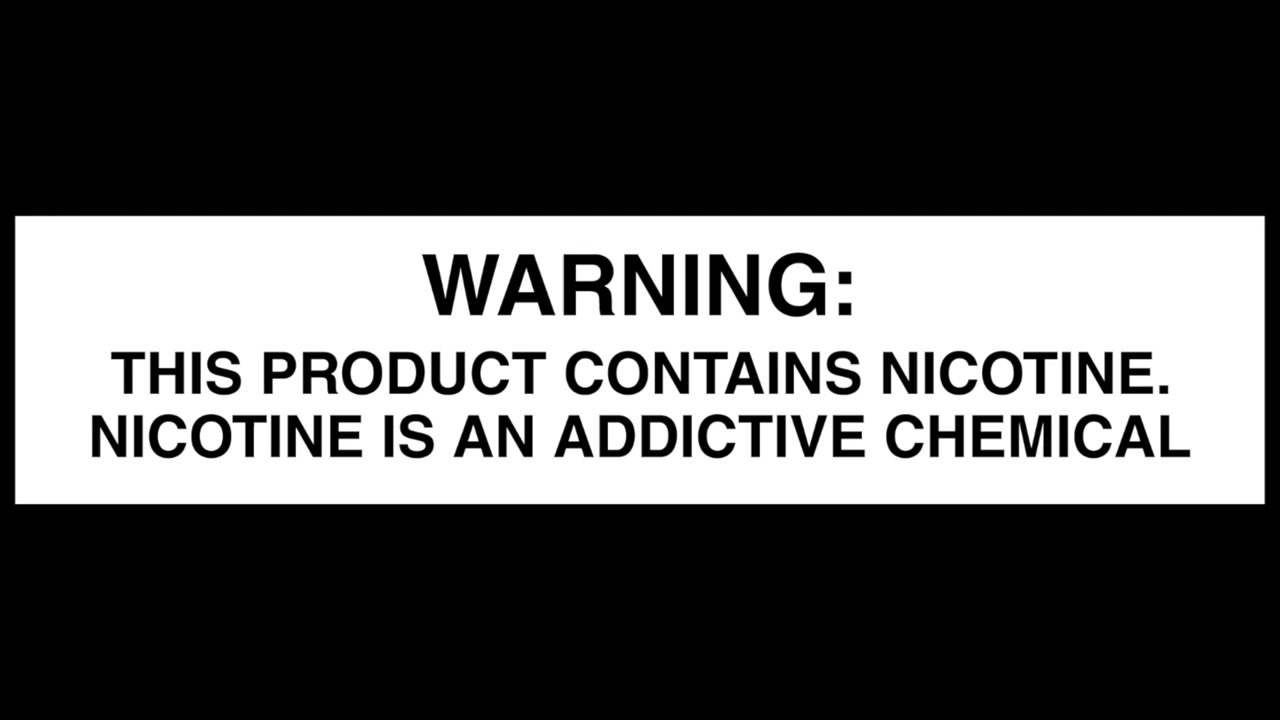 WARNING:
THIS PRODUCT CONTAINS NICOTINE.
NICOTINE IS AN ADDICTIVE CHEMICAL